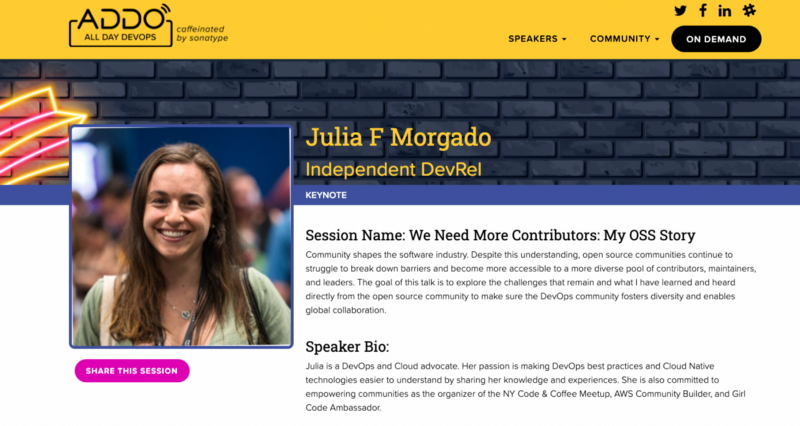 ADDO
ALL DAY DEVOPS
caffeinated
by sonatype
SPEAKERS
COMMUNITY
ON DEMAND
Julia F Morgado
Independent DevRel
KEYNOTE
Session Name: We Need More Contributors: My OSS Story
Community shapes the software industry. Despite this understanding, open source communities continue to
struggle to break down barriers and become more accessible to a more diverse pool of contributors, maintainers,
and leaders. The goal of this talk is to explore the challenges that remain and what I have learned and heard
directly from the open source community to make sure the DevOps community fosters diversity and enables
global collaboration.
SHARE THIS SESSION
Speaker Bio:
Julia is a DevOps and Cloud advocate. Her passion is making DevOps best practices and Cloud Native
technologies easier to understand by sharing her knowledge and experiences. She is also committed to
empowering communities as the organizer of the NY Code & Coffee Meetup, AWS Community Builder, and Girl
Code Ambassador.